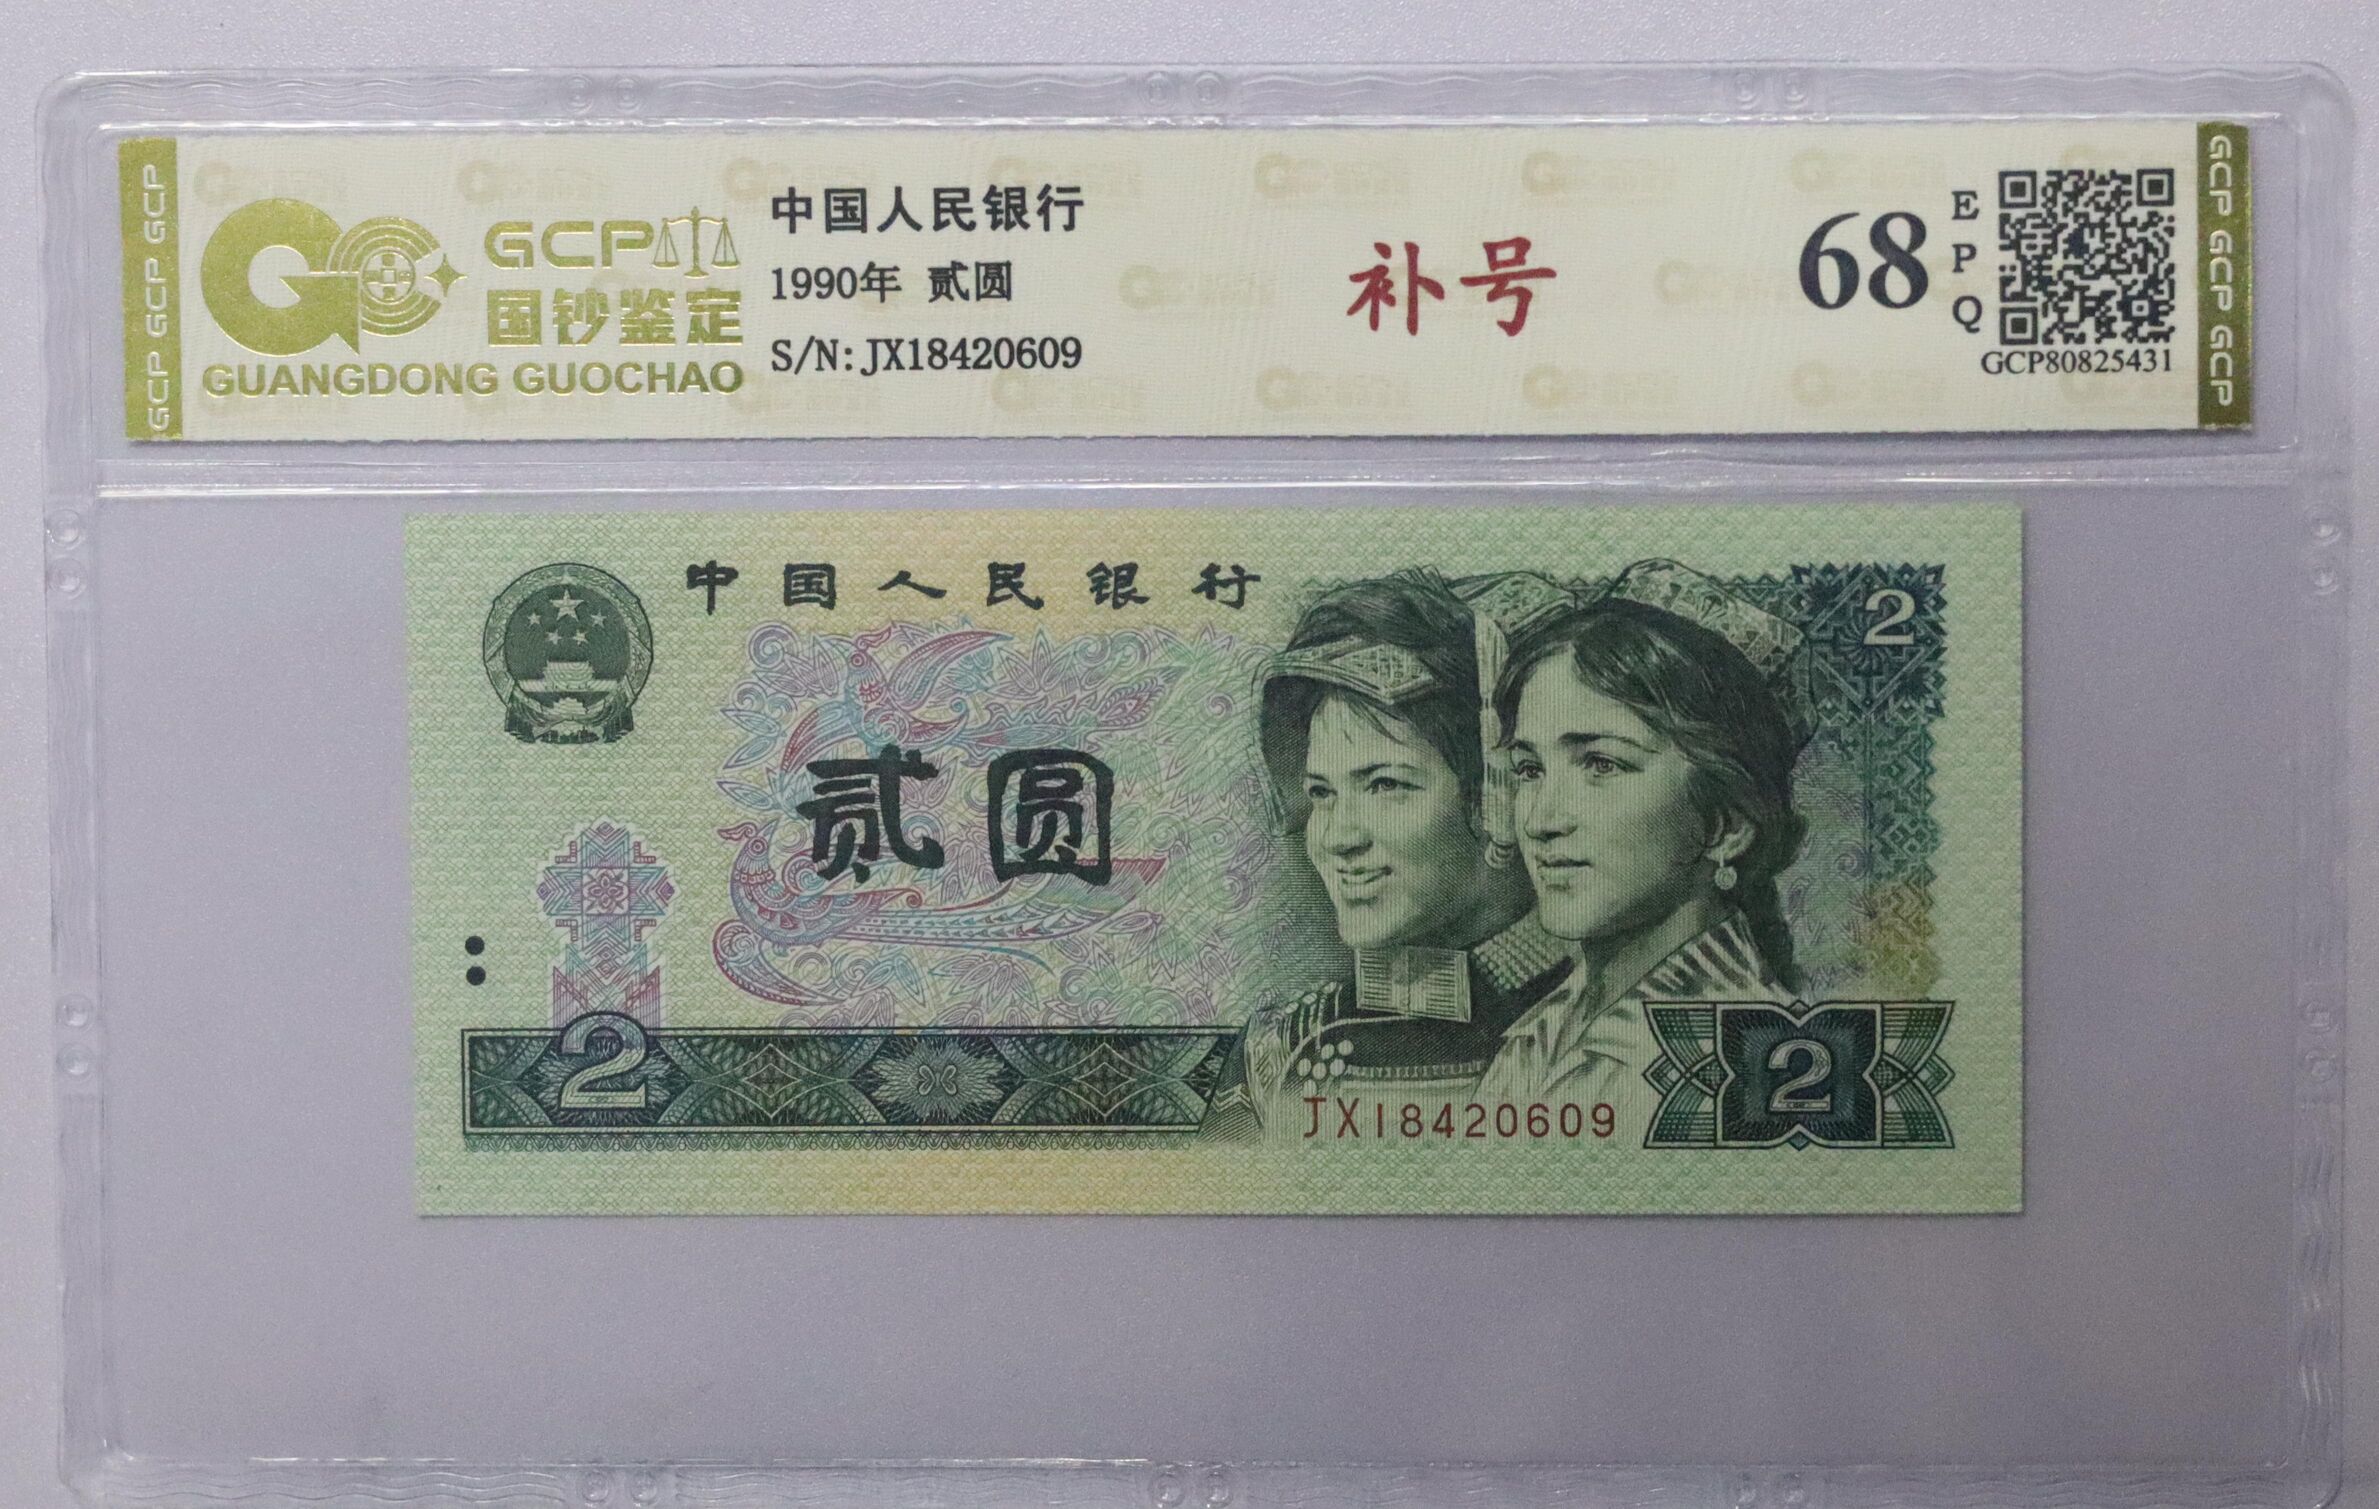 GCP GCP GCP
GCP
国钞鉴定
GUANGDONG GUOCHAO
中国人民银行
1990年 贰圆
S/N: JX18420609
补号
68
E
P
Q
GCP80825431
GCP GCP GCP
中国人民银行
2
贰圆
2
JX18420609
2